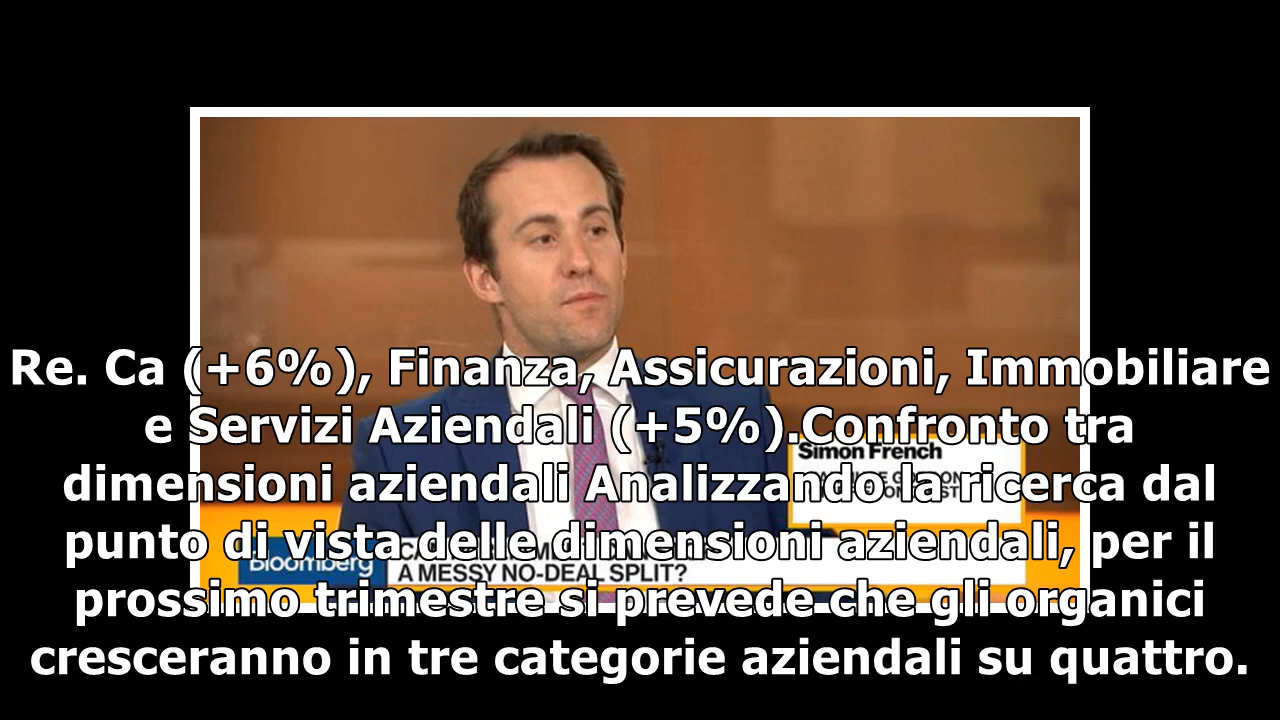 Re. Ca (+6%), Finanza, Assicurazioni, Immobiliare
e Servizi Aziendali (+5%).Confronto tra
Simon French
dimensioni aziendali Analizzando la ricerca dal
punto di vista delle dimensioni aziendali, per il
Bloomberg
A MESSY NO-DEAL SPLIT?
prossimo trimestre si prevede che gli organici
cresceranno in tre categorie aziendali su quattro.